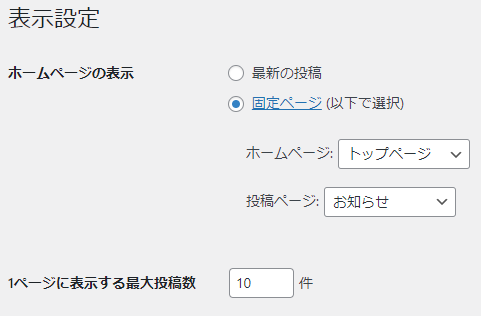 表示設定
ホームページの表示
最新の投稿
固定ページ (以下で選択)
ホームページ: トップページ
投稿ページ: お知らせ
1ページに表示する最大投稿数 10 件